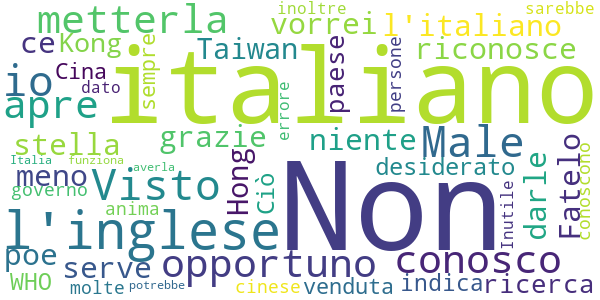 inoltre sarebbe
metterla vorrei l'italiano
ce Kong Taiwan riconosce
io Cina sempre italiano paese persone
apre dato errore
stella grazie niente Male
meno Visto Hong Ciò Non desiderato darle Fatelo conoscono
Italia funziona averla
governo anima l'inglese Inutile
poe serve opportuno conosco
WHO molte potrebbe cinese venduta indica ricerca